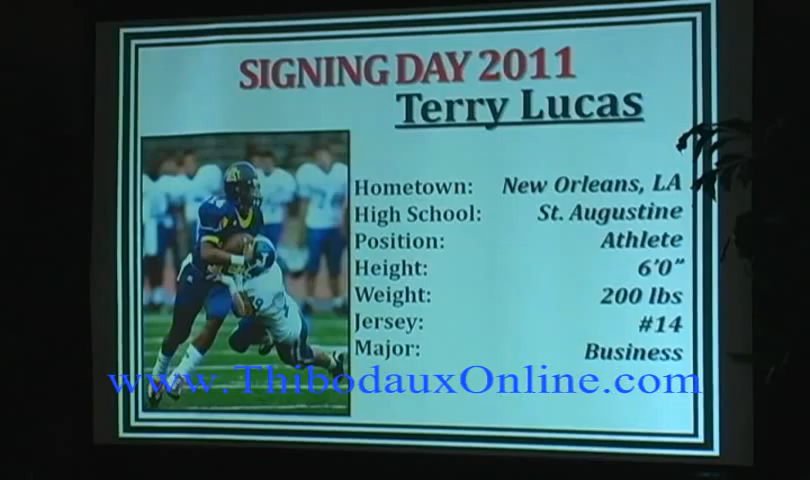 SIGNING DAY 2011
Terry Lucas
Hometown: New Orleans, LA
High School: St. Augustine
Position: Athlete
Height: 6'0"
Weight: 200 lbs
Jersey: #14
Major: Business
www.ThibodauxOnline.com